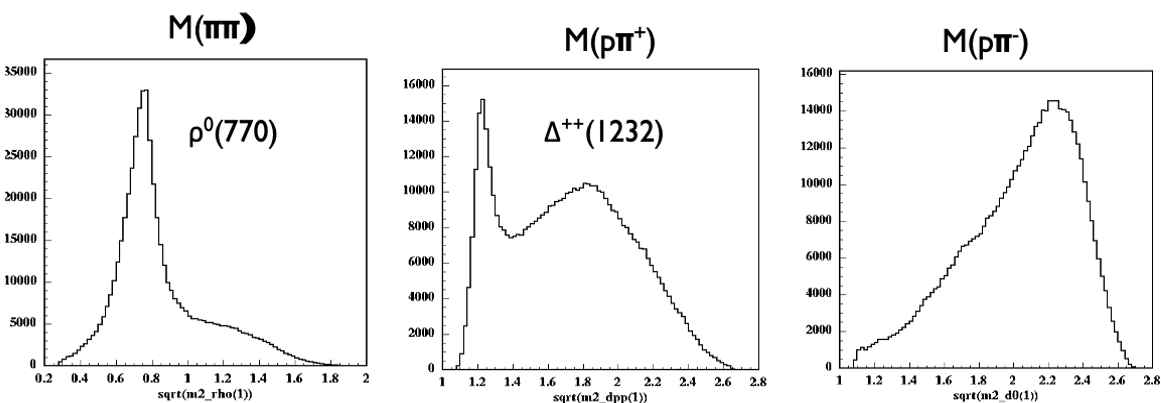 M(ππ)
35000
30000
25000
20000
15000
10000
5000
0
ρ⁰(770)
0.2 0.4 0.6 0.8 1 1.2 1.4 1.6 1.8 2
sqrt(m2_rho(1))
M(pπ⁺)
16000
14000
12000
10000
8000
6000
4000
2000
0
Δ⁺⁺(1232)
1 1.2 1.4 1.6 1.8 2 2.2 2.4 2.6 2.8
sqrt(m2_dpp(1))
M(pπ⁻)
16000
14000
12000
10000
8000
6000
4000
2000
0
1 1.2 1.4 1.6 1.8 2 2.2 2.4 2.6 2.8
sqrt(m2_d0(1))